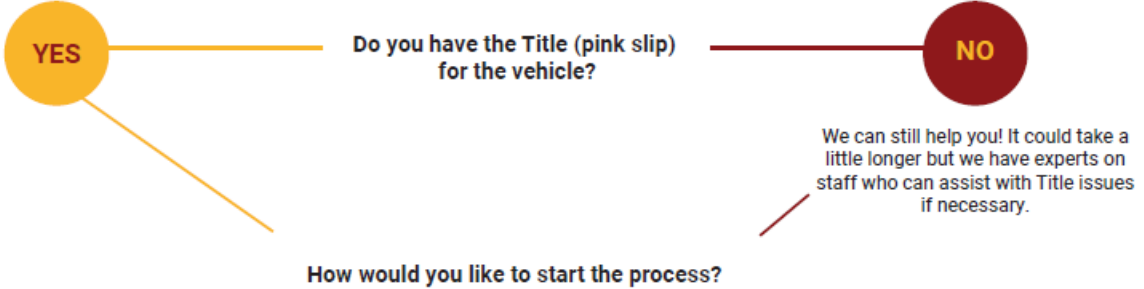 YES
Do you have the Title (pink slip)
for the vehicle?
NO
We can still help you! It could take a
little longer but we have experts on
staff who can assist with Title issues
if necessary.
How would you like to start the process?